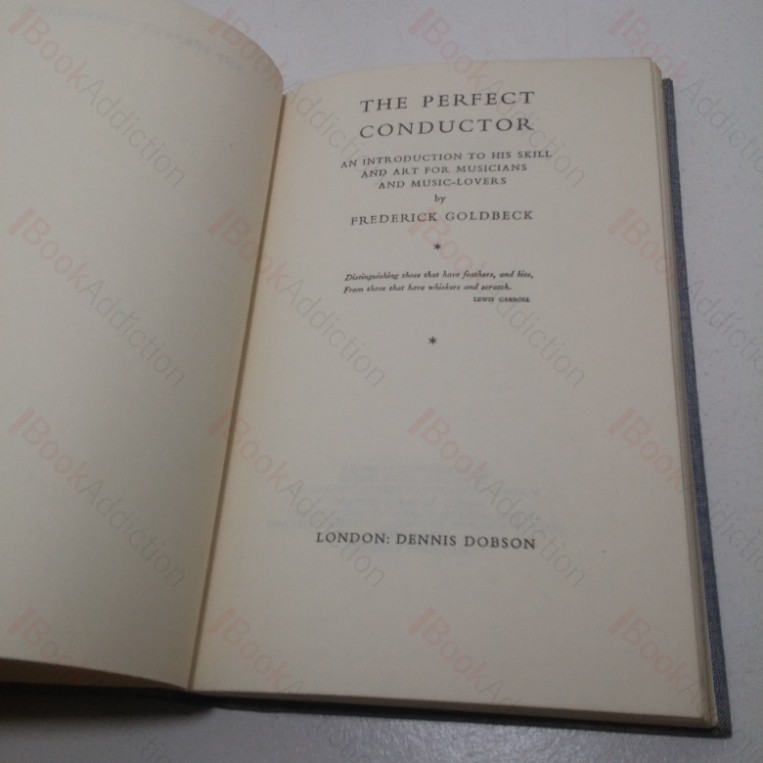 THE PERFECT
CONDUCTOR
AN INTRODUCTION TO HIS SKILL
AND ART FOR MUSICIANS
AND MUSIC-LOVERS
by
FREDERICK GOLDBECK
*
Distinguishing those that have feathers, and bite,
From those that have whiskers and scratch.
LEWIS CARROLL
*
LONDON: DENNIS DOBSON
BookAddiction